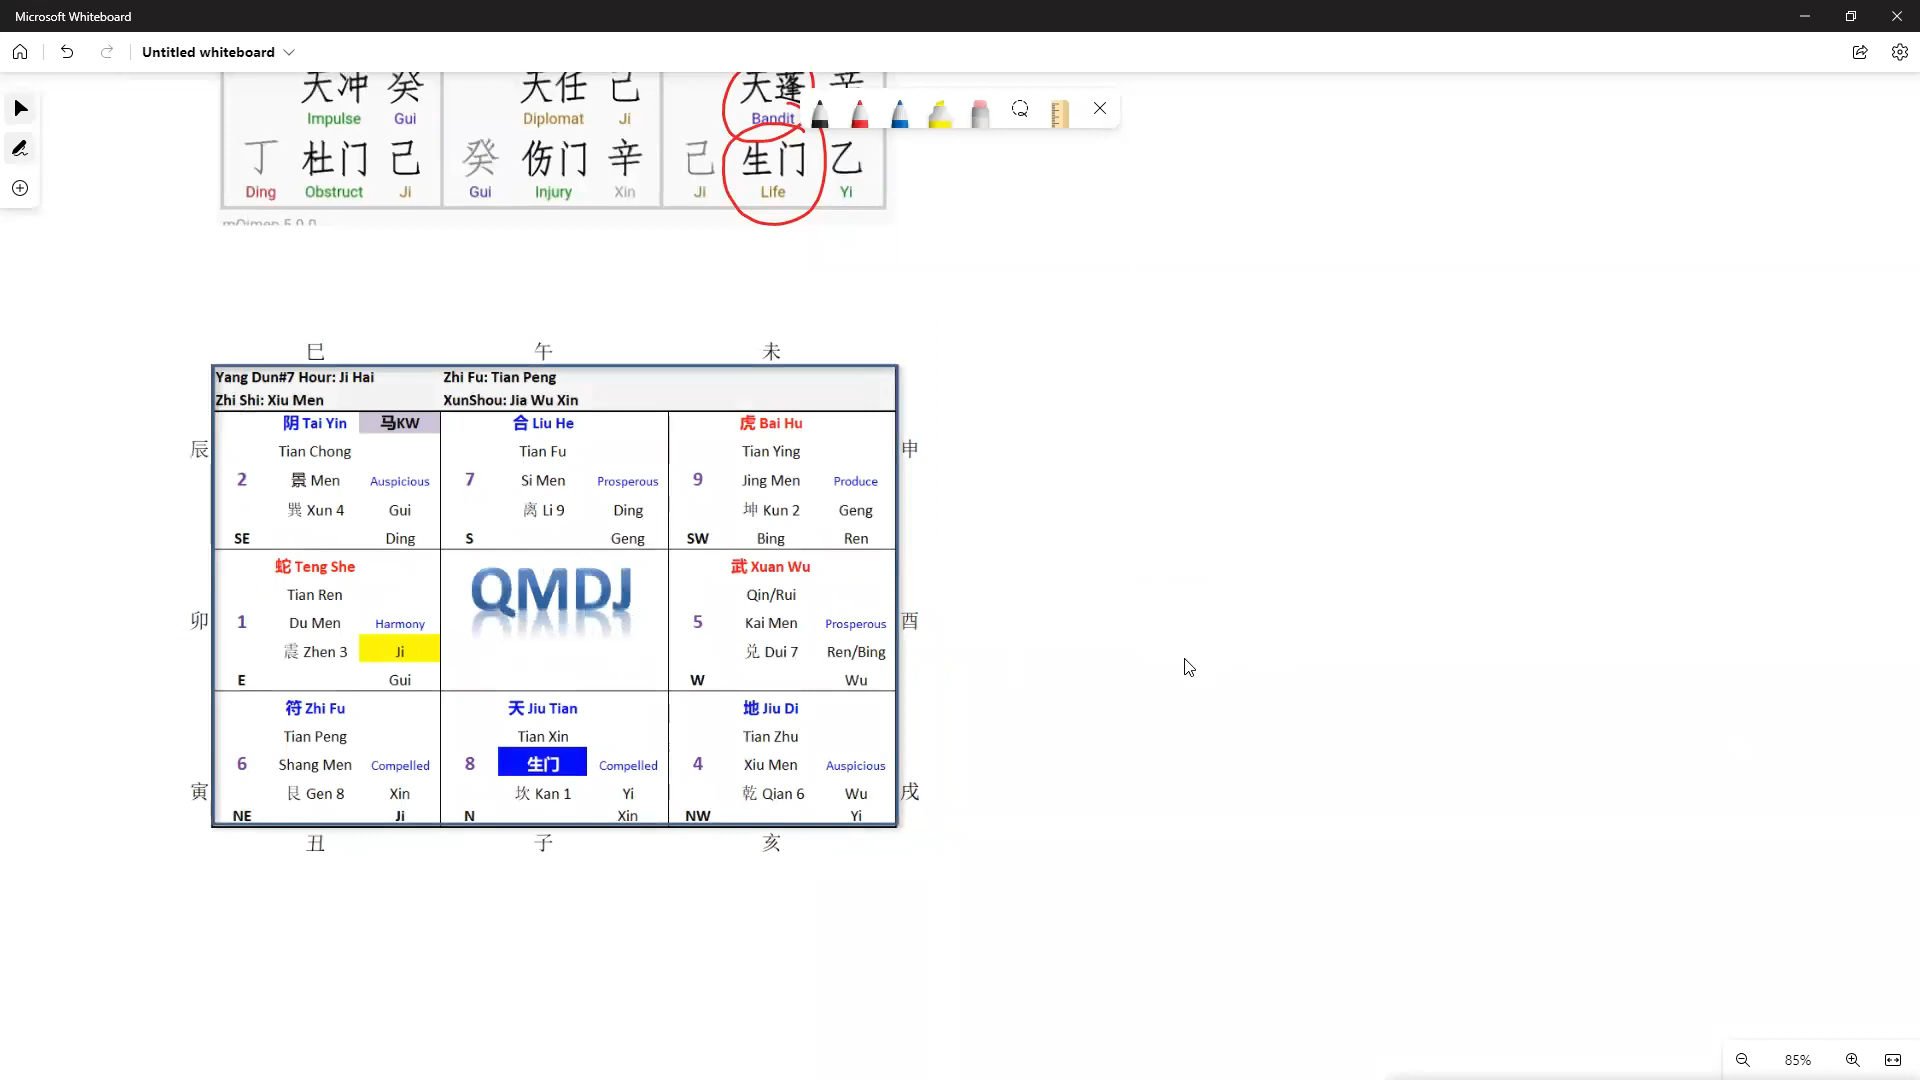 Microsoft Whiteboard
Untitled whiteboard
天冲 癸 天任 己 天蓬 辛
Impulse Gui Diplomat Ji Bandit
丁 杜门 己 癸 伤门 辛 己 生门 乙
Ding Obstruct Ji Gui Injury Xin Ji Life Yi
mQimen 5.0.0
巳 午 未
Yang Dun#7 Hour: Ji Hai Zhi Fu: Tian Peng
Zhi Shi: Xiu Men XunShou: Jia Wu Xin
阴 Tai Yin 马KW 合 Liu He 虎 Bai Hu
辰 Tian Chong Tian Fu Tian Ying 申
2 景 Men Auspicious 7 Si Men Prosperous 9 Jing Men Produce
巽 Xun 4 Gui 离 Li 9 Ding 坤 Kun 2 Geng
SE Ding S Geng SW Bing Ren
蛇 Teng She QMDJ 武 Xuan Wu
Tian Ren Qin/Rui
卯 1 Du Men Harmony 5 Kai Men Prosperous 酉
震 Zhen 3 Ji 兑 Dui 7 Ren/Bing
E Gui W Wu
符 Zhi Fu 天 Jiu Tian 地 Jiu Di
Tian Peng Tian Xin Tian Zhu
6 Shang Men Compelled 8 生门 Compelled 4 Xiu Men Auspicious
寅 艮 Gen 8 Xin 坎 Kan 1 Yi 乾 Qian 6 Wu 戌
NE Ji N Xin NW Yi
丑 子 亥
85%